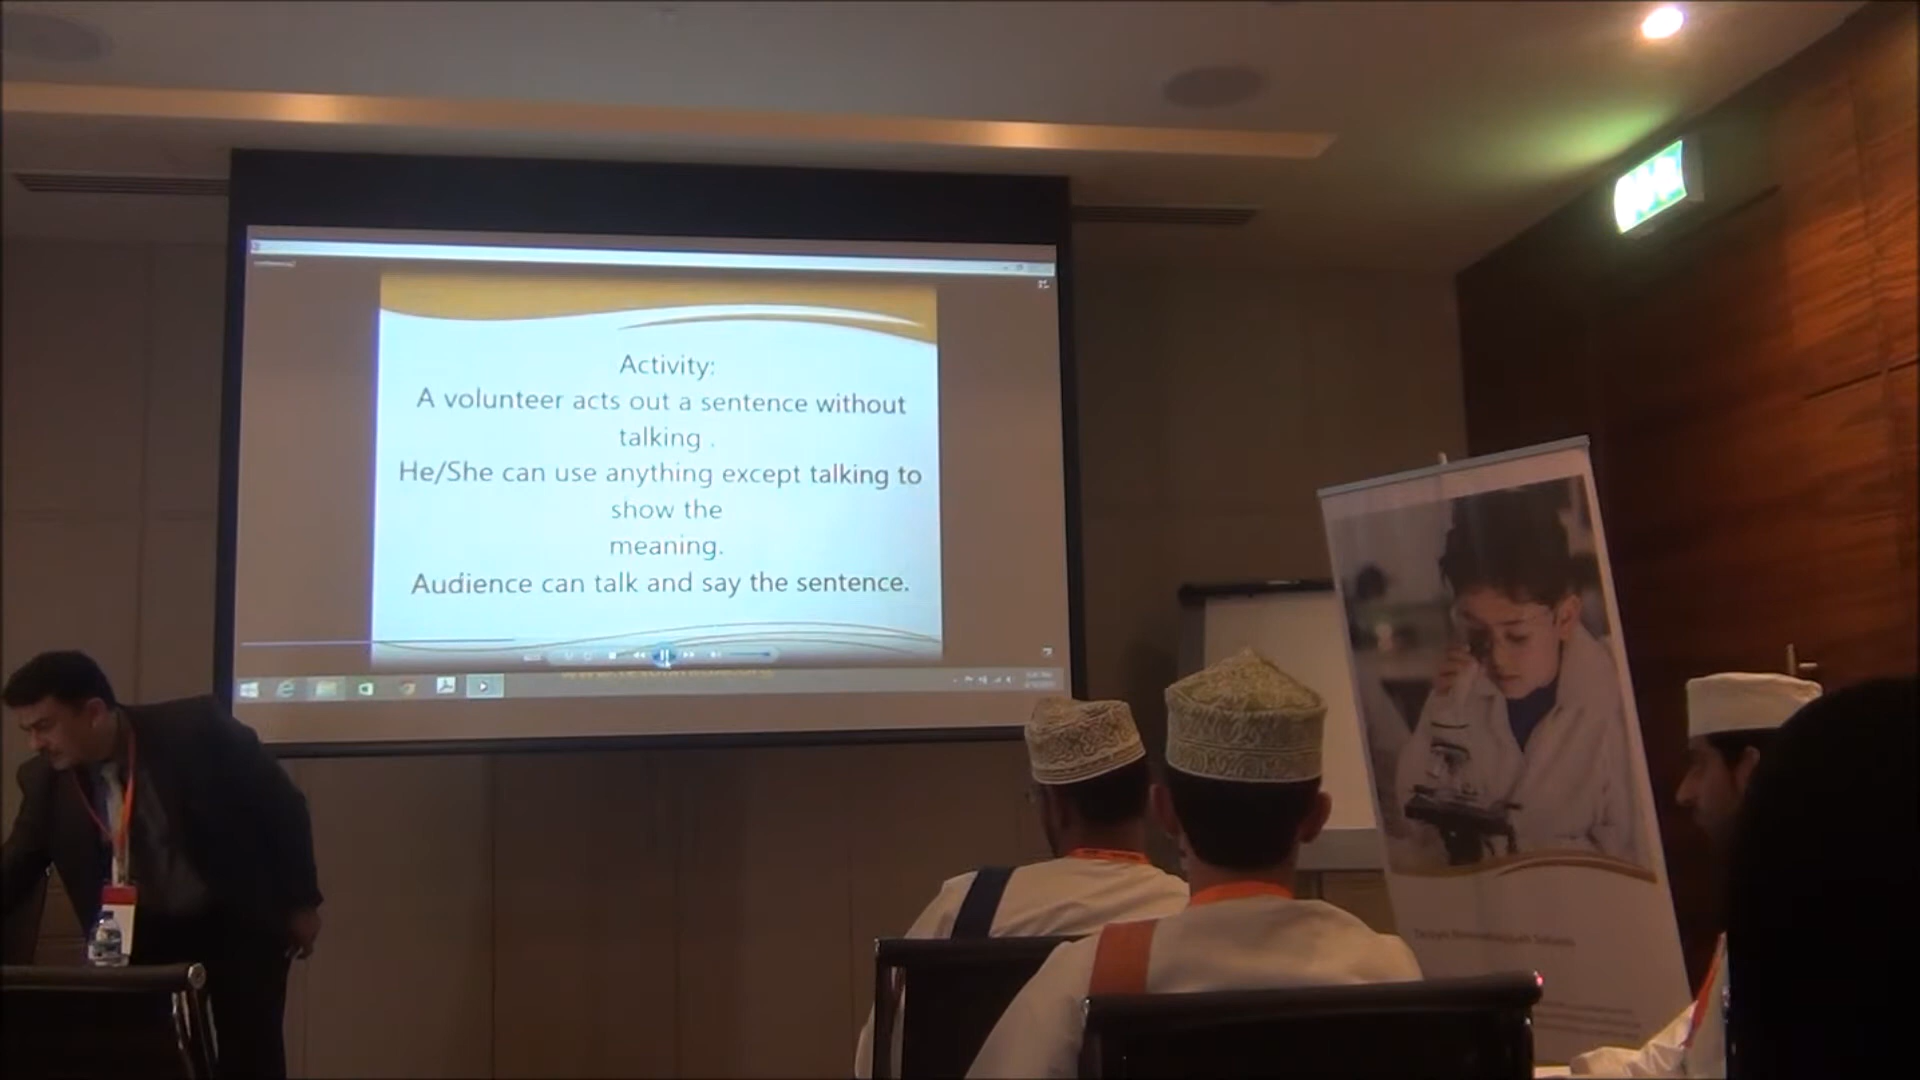 Activity:
A volunteer acts out a sentence without
talking .
He/She can use anything except talking to
show the
meaning.
Audience can talk and say the sentence.